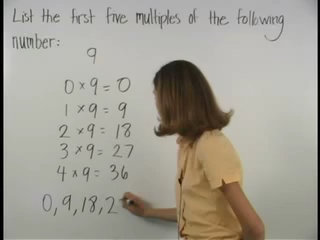 List the first five multiples of the following
number:
9
0 × 9 = 0
1 × 9 = 9
2 × 9 = 18
3 × 9 = 27
4 × 9 = 36
0, 9, 18, 2